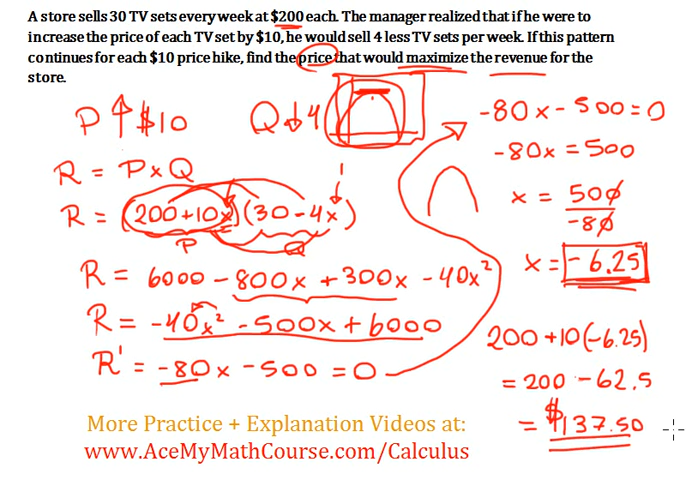 A store sells 30 TV sets every week at $200 each. The manager realized that if he were to
increase the price of each TV set by $10, he would sell 4 less TV sets per week. If this pattern
continues for each $10 price hike, find the price that would maximize the revenue for the
store.
P ↑ $10 Q ↓ 4
R = P x Q
R = (200+10x)(30-4x)
P Q
R = 6000 - 800x + 300x - 40x²
R = -40x² - 500x + 6000
R' = -80x - 500 = 0
-80x - 500 = 0
-80x = 500
x = 500/-80
x = -6.25
200 + 10(-6.25)
= 200 - 62.5
= $137.50
More Practice + Explanation Videos at:
www.AceMyMathCourse.com/Calculus